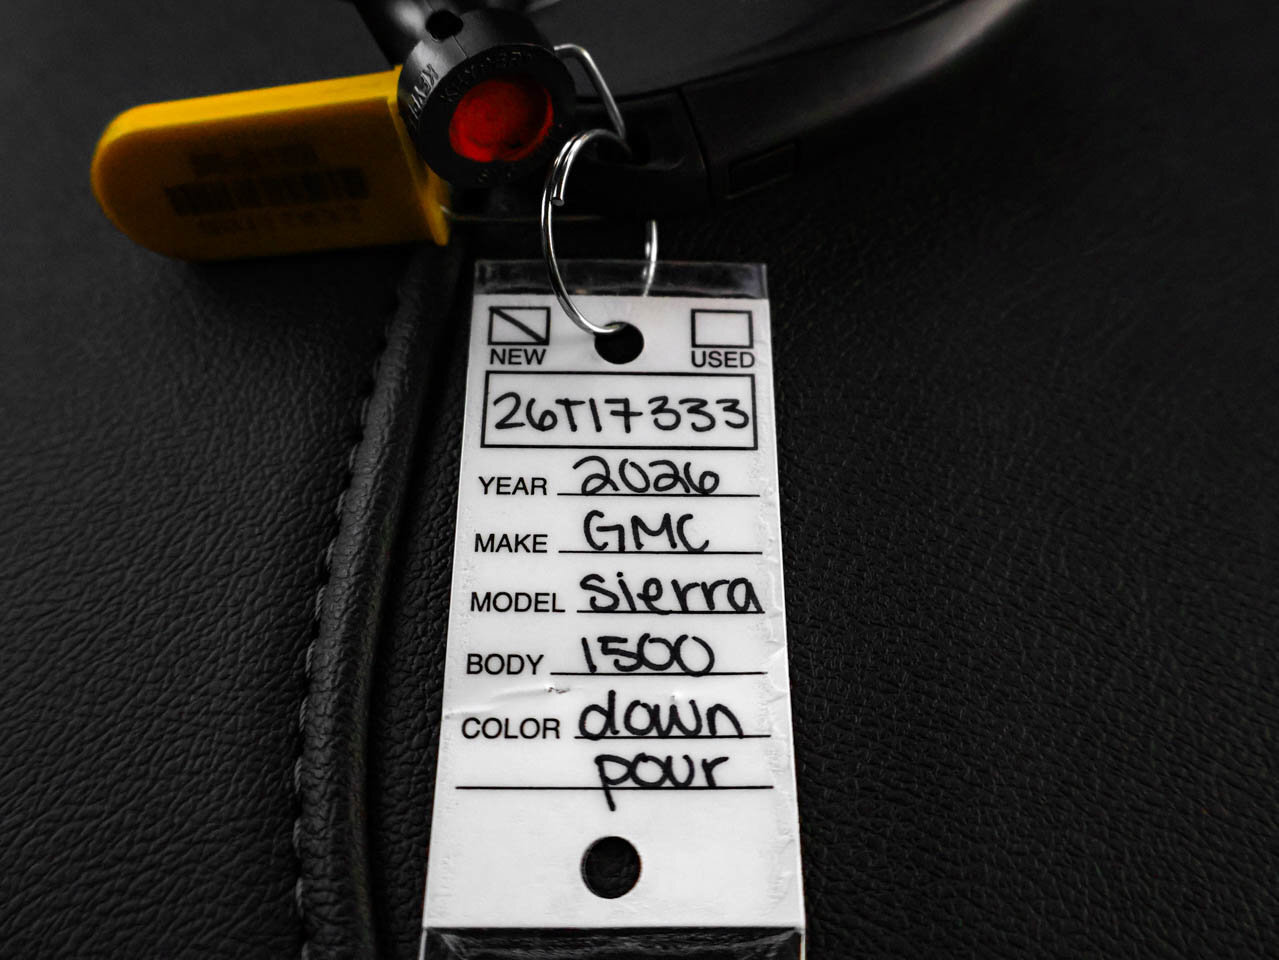 NEW USED
26T17333
YEAR 2026
MAKE GMC
MODEL sierra
BODY 1500
COLOR down
pour